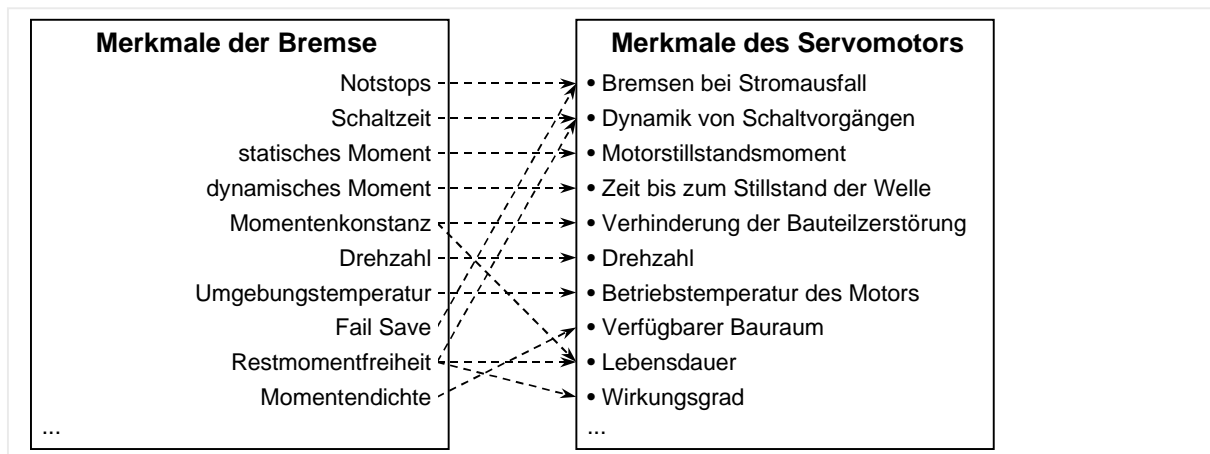 Merkmale der Bremse
Notstops
Schaltzeit
statisches Moment
dynamisches Moment
Momentenkonstanz
Drehzahl
Umgebungstemperatur
Fail Save
Restmomentfreiheit
Momentendichte
...
Merkmale des Servomotors
• Bremsen bei Stromausfall
• Dynamik von Schaltvorgängen
• Motorstillstandsmoment
• Zeit bis zum Stillstand der Welle
• Verhinderung der Bauteilzerstörung
• Drehzahl
• Betriebstemperatur des Motors
• Verfügbarer Bauraum
• Lebensdauer
• Wirkungsgrad
...